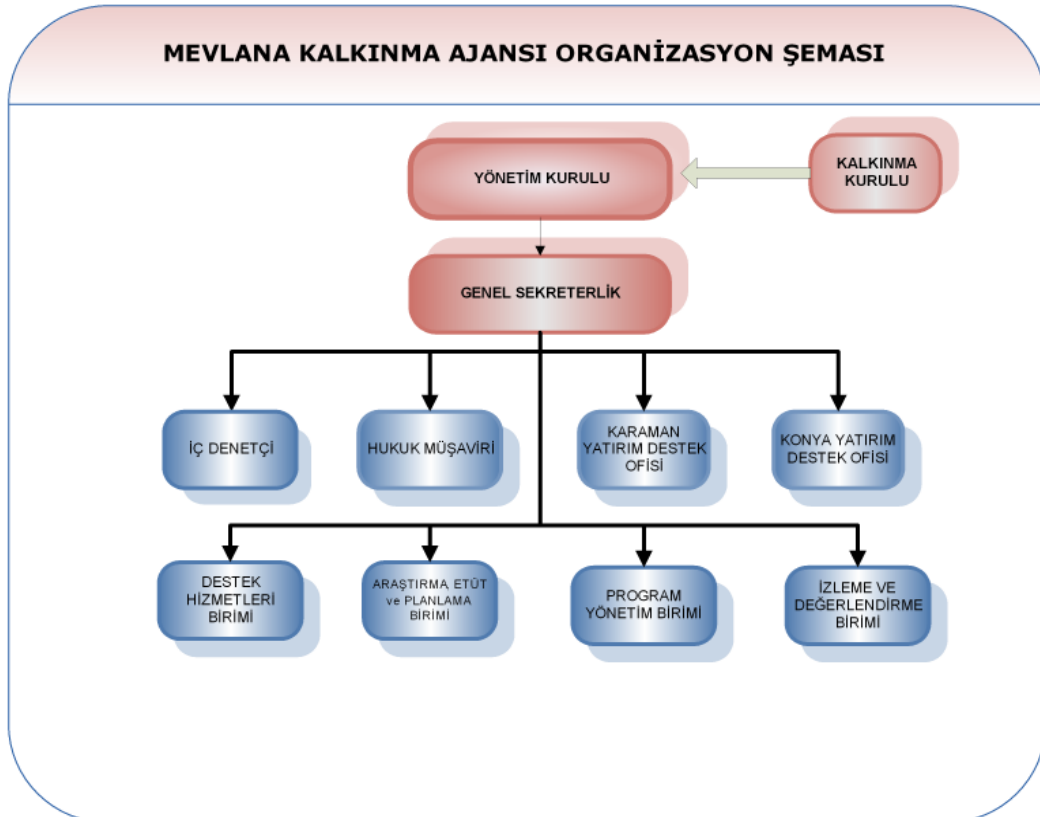 MEVLANA KALKINMA AJANSI ORGANİZASYON ŞEMASI
YÖNETİM KURULU
KALKINMA
KURULU
GENEL SEKRETERLİK
İÇ DENETÇİ
HUKUK MÜŞAVİRİ
KARAMAN
YATIRIM DESTEK
OFİSİ
KONYA YATIRIM
DESTEK OFİSİ
DESTEK
HİZMETLERİ
BİRİMİ
ARAŞTIRMA ETÜT
ve PLANLAMA
BİRİMİ
PROGRAM
YÖNETİM BİRİMİ
İZLEME VE
DEĞERLENDİRME
BİRİMİ